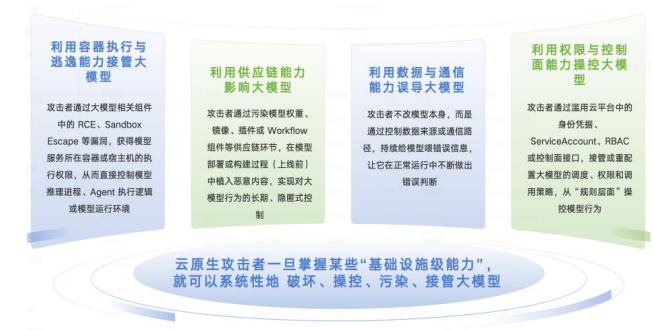 利用容器执行与
逃逸能力接管大
模型
攻击者通过大模型相关组件
中的 RCE、Sandbox
Escape 等漏洞，获得模型
服务所在容器或宿主机的执
行权限，从而直接控制模型
推理进程、Agent 执行逻辑
或模型运行环境
利用供应链能力
影响大模型
攻击者通过污染模型权重、
镜像、插件或 Workflow
组件等供应链环节，在模型
部署或构建过程（上线前）
中植入恶意内容，实现对大
模型行为的长期、隐匿式控
制
利用数据与通信
能力误导大模型
攻击者不改模型本身，而是
通过控制数据来源或通信路
径，持续给模型喂错误信息，
让它在正常运行中不断做出
错误判断
利用权限与控制
面能力操控大模
型
攻击者通过滥用云平台中的
身份凭据、
ServiceAccount、RBAC
或控制面接口，接管或重配
置大模型的调度、权限和调
用策略，从“规则层面”操
控模型行为
云原生攻击者一旦掌握某些“基础设施级能力”，
就可以系统性地 破坏、操控、污染、接管大模型